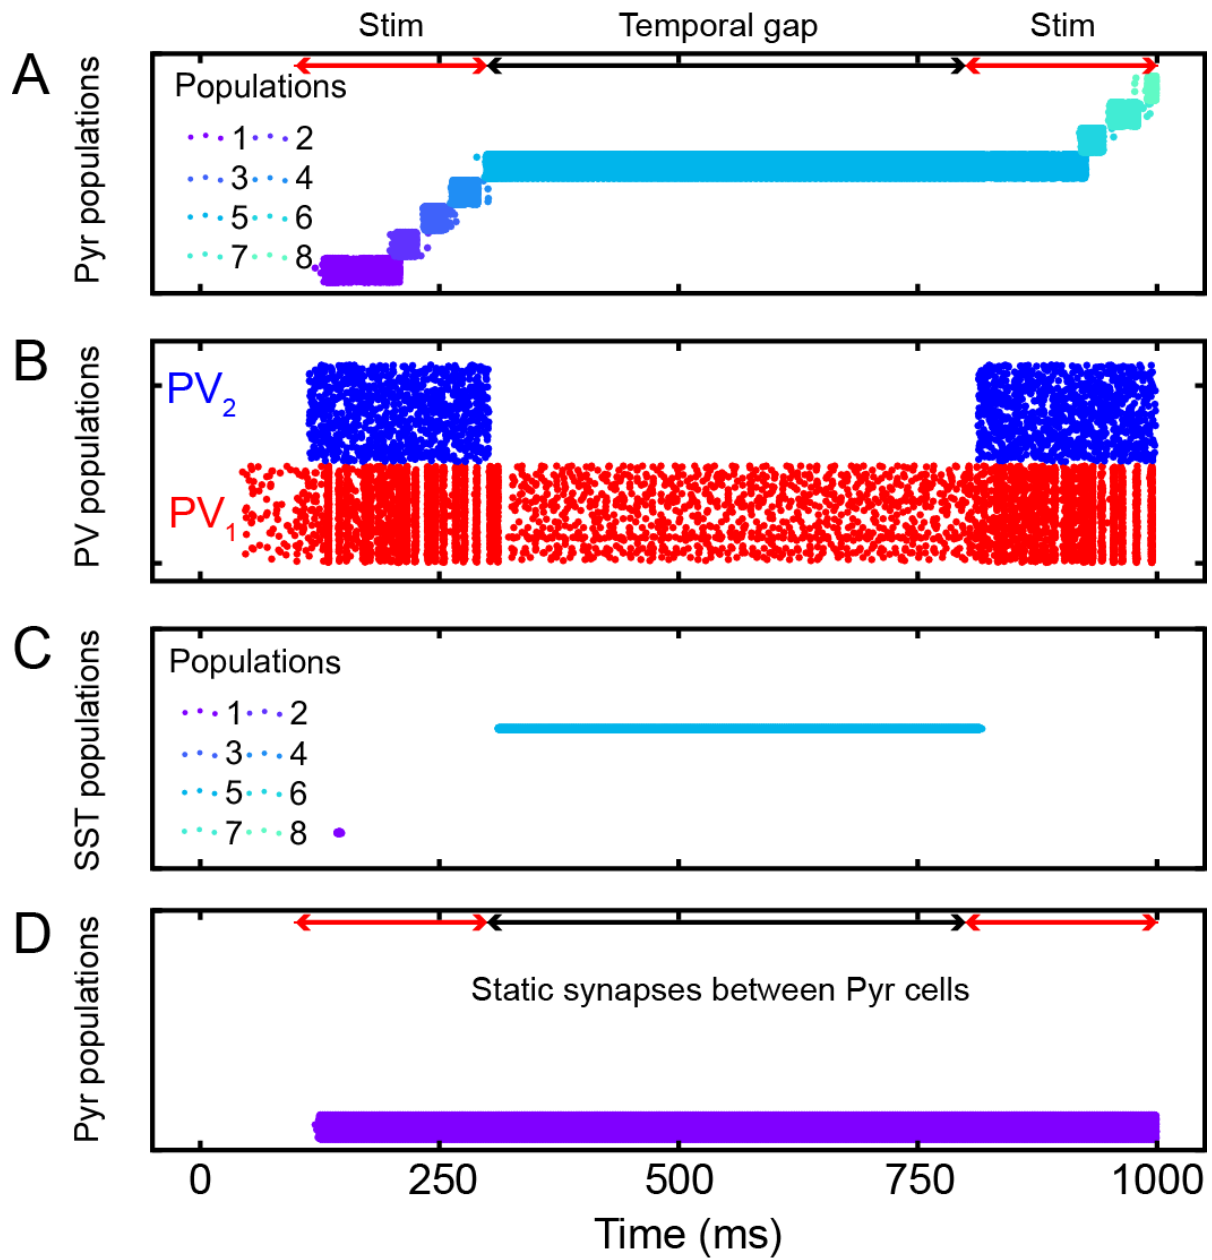 Stim Temporal gap Stim
A
Pyr populations
Populations
1 2
3 4
5 6
7 8
B
PV populations
PV2
PV1
C
SST populations
Populations
1 2
3 4
5 6
7 8
D
Pyr populations
Static synapses between Pyr cells
0 250 500 750 1000
Time (ms)